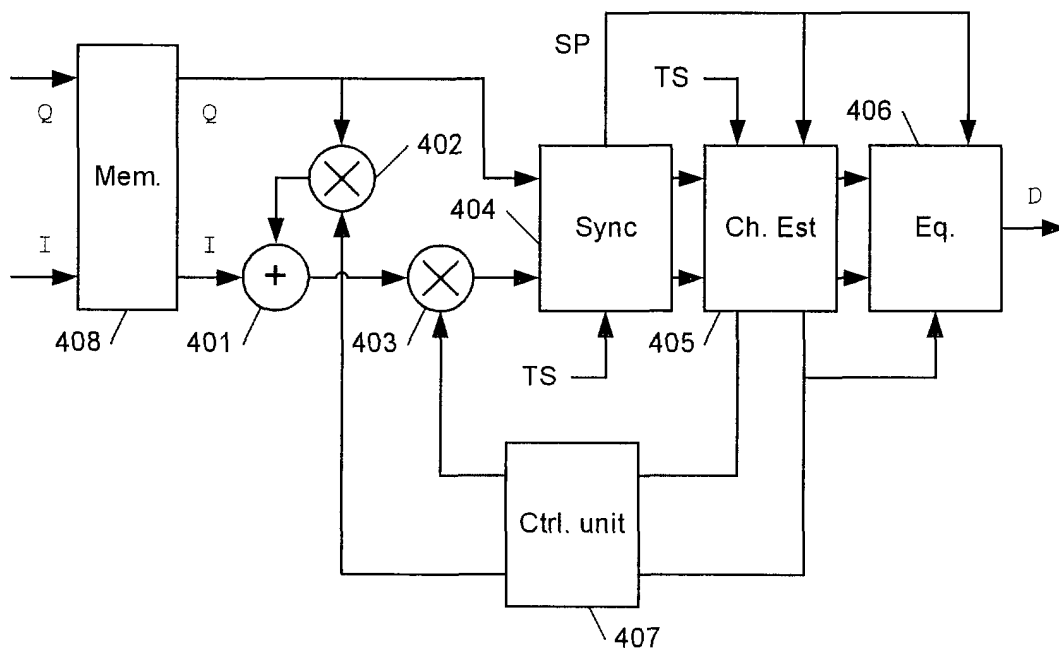 SP
TS
406
Q
Q
402
D
Mem.
404
Sync
Ch. Est
Eq.
I
I
+
408
401
403
405
TS
Ctrl. unit
407